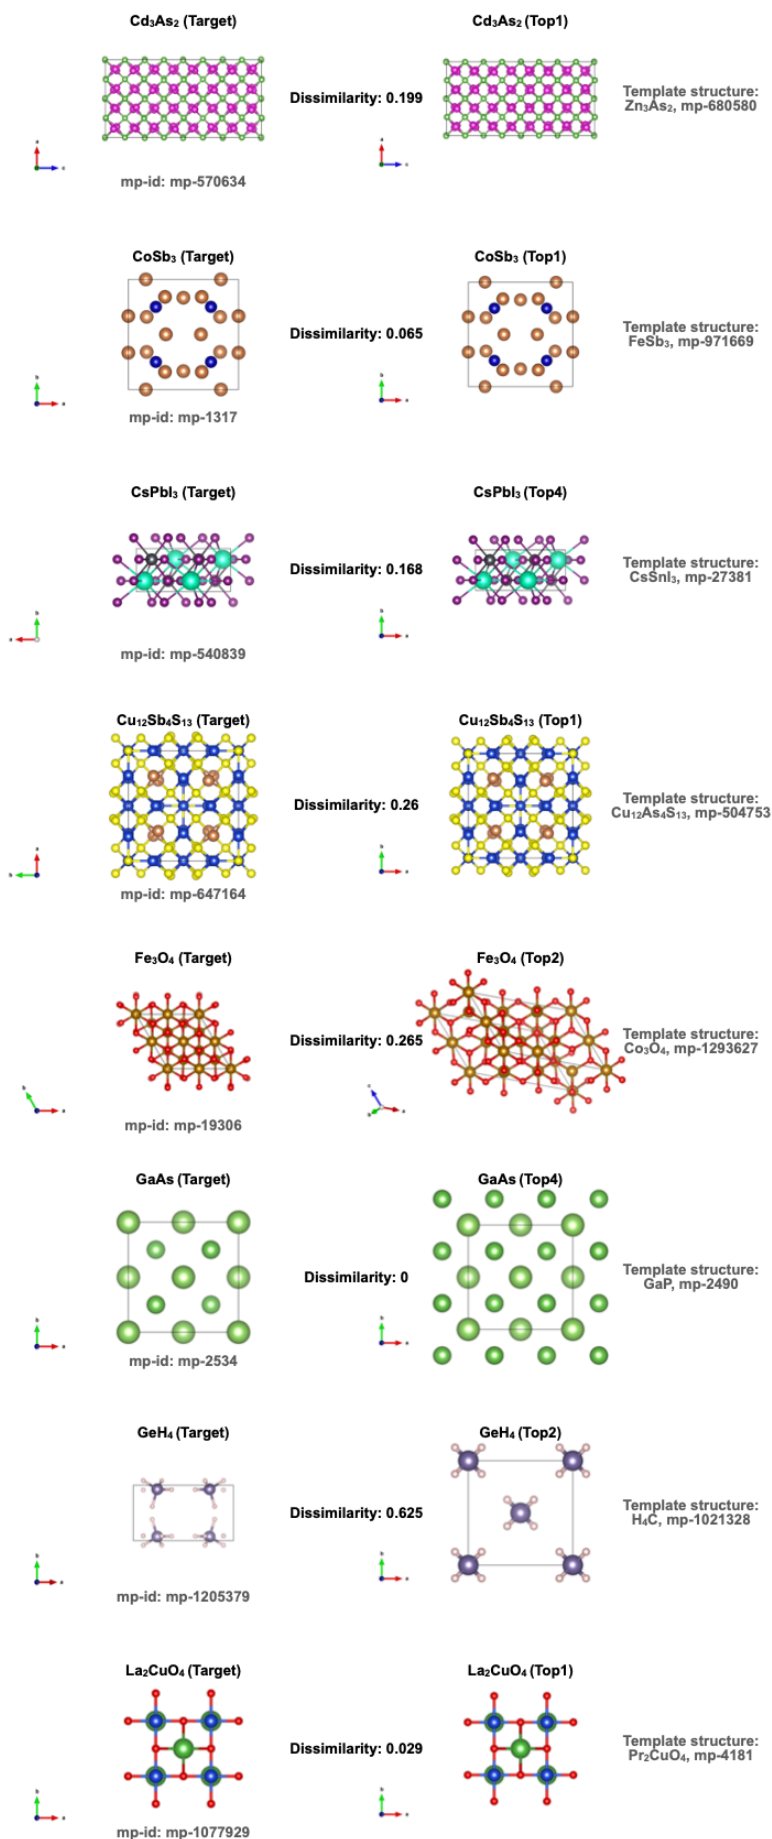 Cd₃As₂ (Target)
Cd₃As₂ (Top1)
Dissimilarity: 0.199
Template structure:
Zn₃As₂, mp-680580
a
c
a
c
mp-id: mp-570634
CoSb₃ (Target)
CoSb₃ (Top1)
Dissimilarity: 0.065
Template structure:
FeSb₃, mp-971669
b
a
b
a
mp-id: mp-1317
CsPbI₃ (Target)
CsPbI₃ (Top4)
Dissimilarity: 0.168
Template structure:
CsSnI₃, mp-27381
b
a
b
a
mp-id: mp-540839
Cu₁₂Sb₄S₁₃ (Target)
Cu₁₂Sb₄S₁₃ (Top1)
Dissimilarity: 0.26
Template structure:
Cu₁₂As₄S₁₃, mp-504753
a
b
b
a
mp-id: mp-647164
Fe₃O₄ (Target)
Fe₃O₄ (Top2)
Dissimilarity: 0.265
Template structure:
Co₃O₄, mp-1293627
b
a
c
b
a
mp-id: mp-19306
GaAs (Target)
GaAs (Top4)
Dissimilarity: 0
Template structure:
GaP, mp-2490
b
a
b
a
mp-id: mp-2534
GeH₄ (Target)
GeH₄ (Top2)
Dissimilarity: 0.625
Template structure:
H₄C, mp-1021328
b
a
b
a
mp-id: mp-1205379
La₂CuO₄ (Target)
La₂CuO₄ (Top1)
Dissimilarity: 0.029
Template structure:
Pr₂CuO₄, mp-4181
b
a
b
a
mp-id: mp-1077929